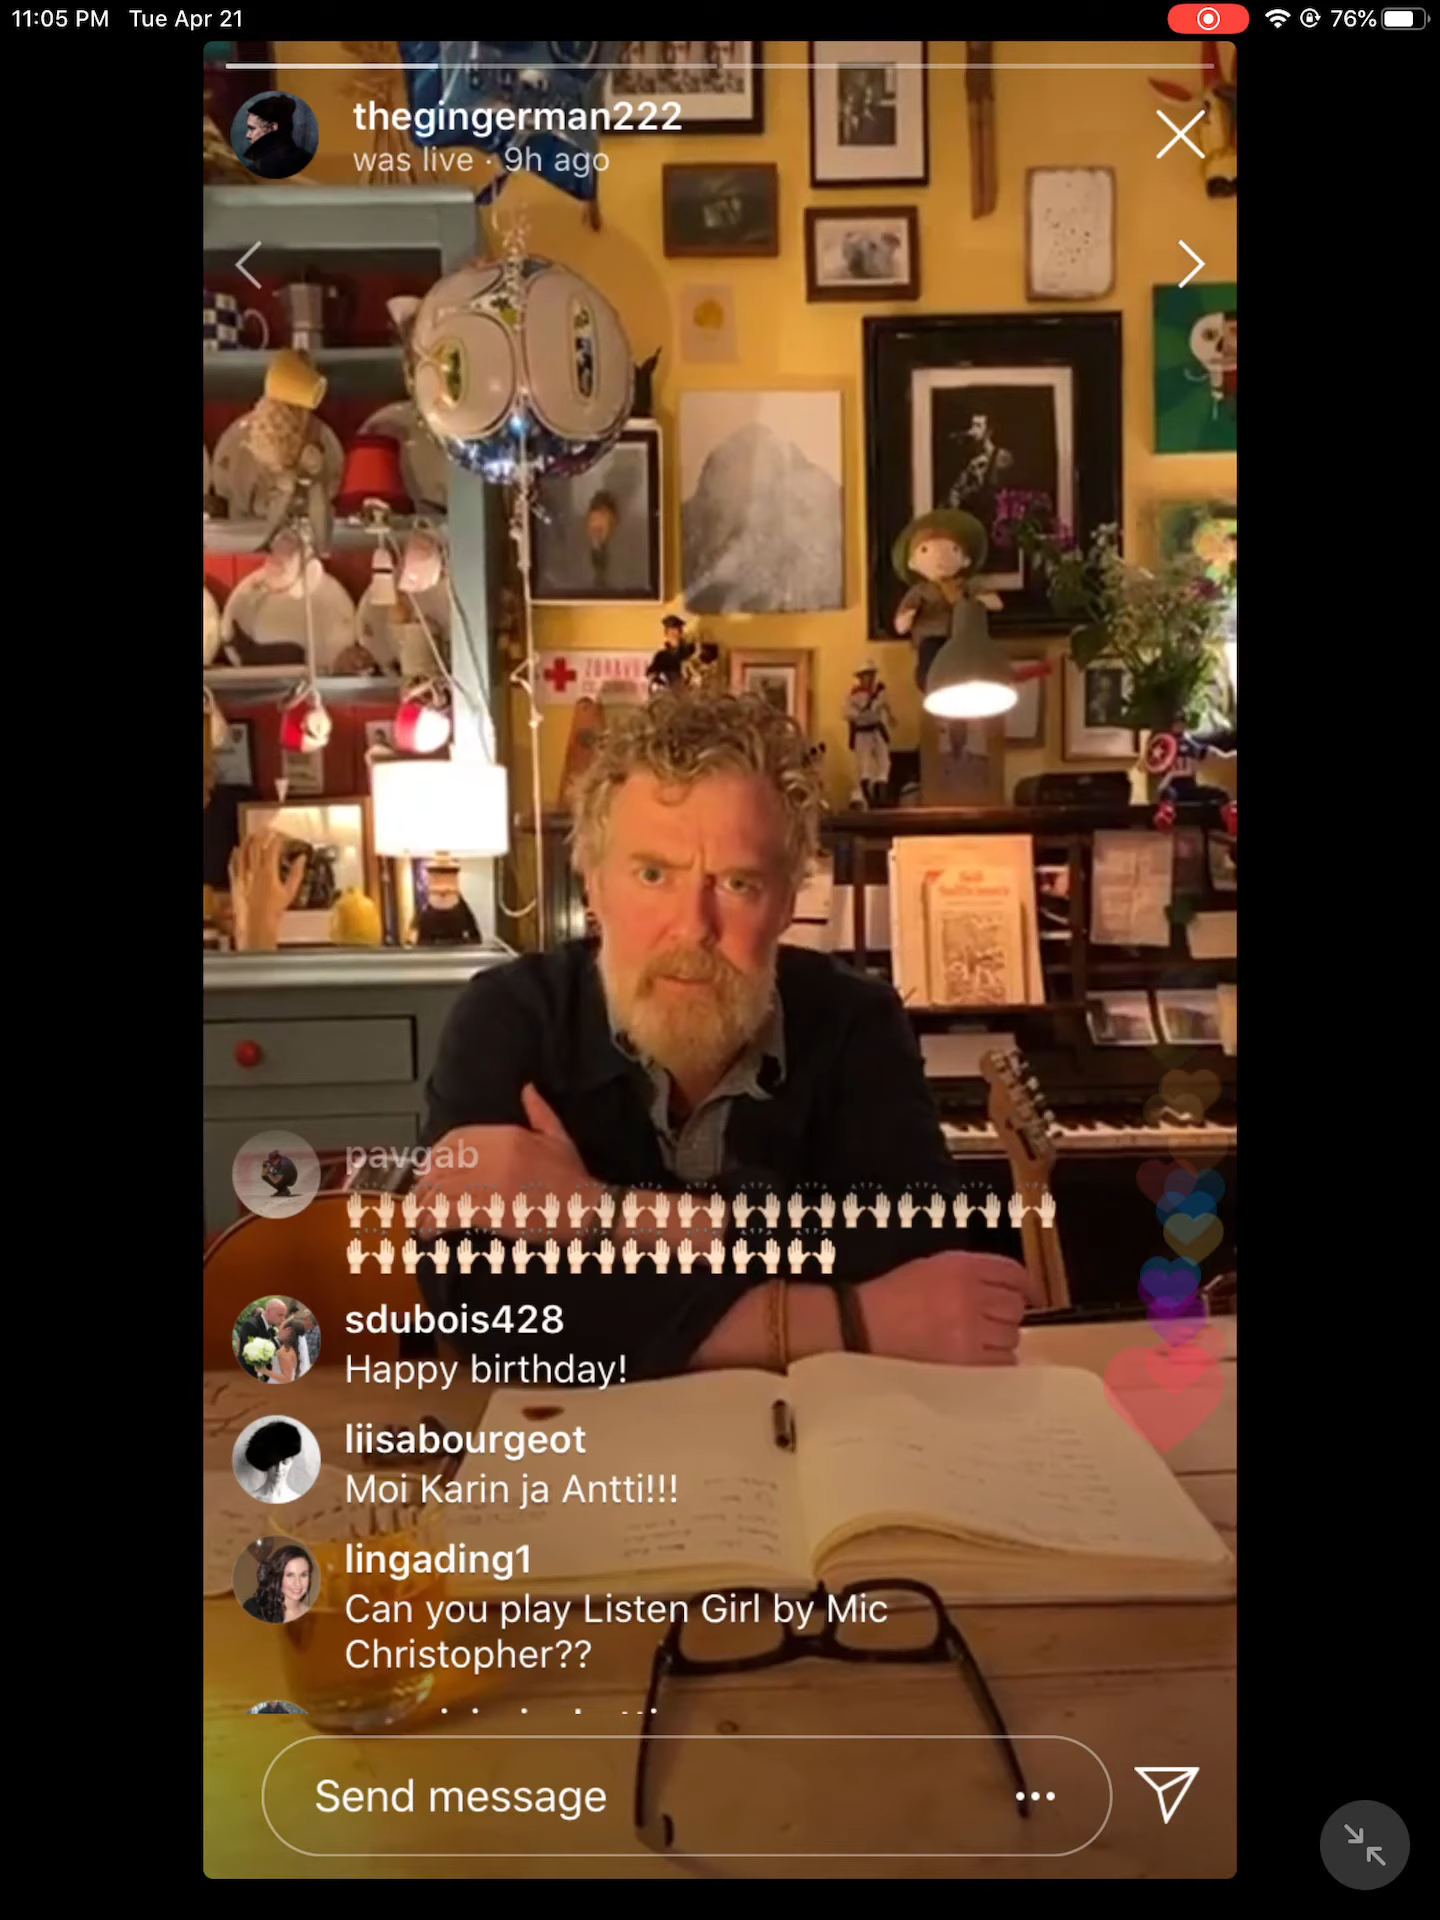 11:05 PM Tue Apr 21
76%
thegingerman222
was live · 9h ago
50
pavgab
sdubois428
Happy birthday!
liisabourgeot
Moi Karin ja Antti!!!
lingading1
Can you play Listen Girl by Mic
Christopher??
Send message